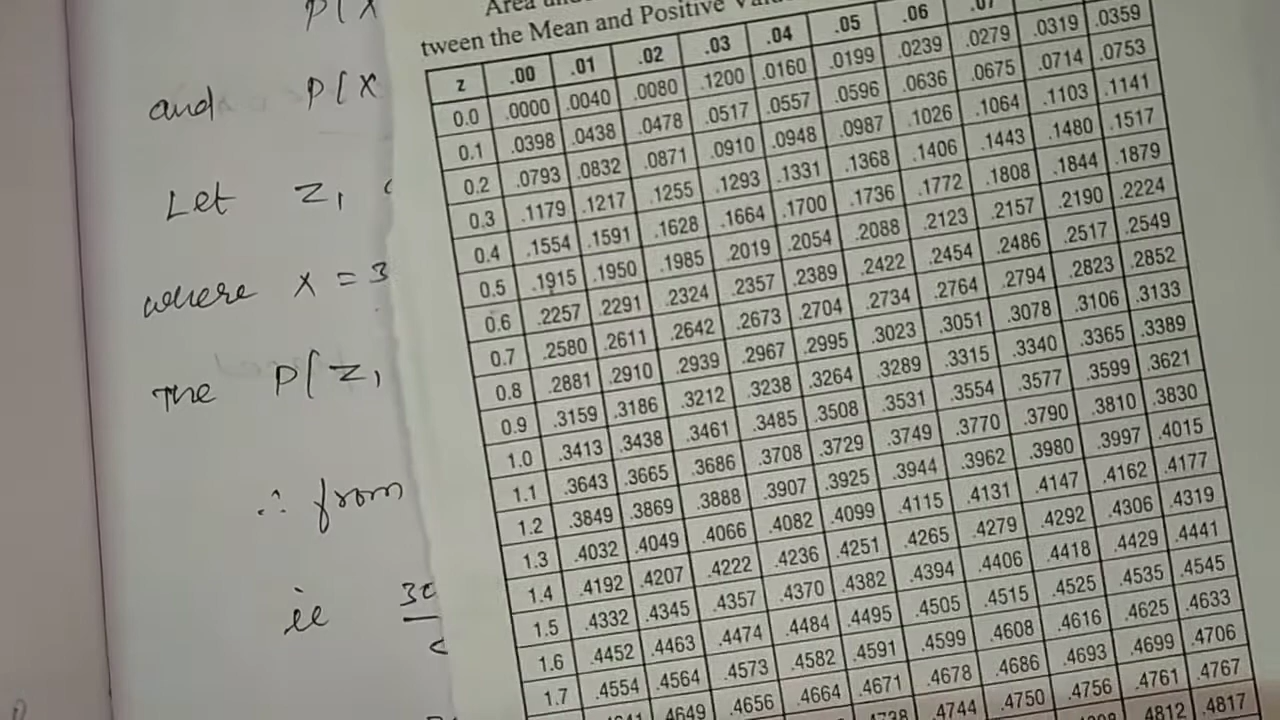 P(X
and P(X
Let Z₁
where x = 3
The P(Z₁
∴ from
ie 30
Area
tween the Mean and Positive
z .00 .01 .02 .03 .04 .05 .06
0.0 .0000 .0040 .0080 .1200 .0160 .0199 .0239 .0279 .0319 .0359
0.1 .0398 .0438 .0478 .0517 .0557 .0596 .0636 .0675 .0714 .0753
0.2 .0793 .0832 .0871 .0910 .0948 .0987 .1026 .1064 .1103 .1141
0.3 .1179 .1217 .1255 .1293 .1331 .1368 .1406 .1443 .1480 .1517
0.4 .1554 .1591 .1628 .1664 .1700 .1736 .1772 .1808 .1844 .1879
0.5 .1915 .1950 .1985 .2019 .2054 .2088 .2123 .2157 .2190 .2224
0.6 .2257 .2291 .2324 .2357 .2389 .2422 .2454 .2486 .2517 .2549
0.7 .2580 .2611 .2642 .2673 .2704 .2734 .2764 .2794 .2823 .2852
0.8 .2881 .2910 .2939 .2967 .2995 .3023 .3051 .3078 .3106 .3133
0.9 .3159 .3186 .3212 .3238 .3264 .3289 .3315 .3340 .3365 .3389
1.0 .3413 .3438 .3461 .3485 .3508 .3531 .3554 .3577 .3599 .3621
1.1 .3643 .3665 .3686 .3708 .3729 .3749 .3770 .3790 .3810 .3830
1.2 .3849 .3869 .3888 .3907 .3925 .3944 .3962 .3980 .3997 .4015
1.3 .4032 .4049 .4066 .4082 .4099 .4115 .4131 .4147 .4162 .4177
1.4 .4192 .4207 .4222 .4236 .4251 .4265 .4279 .4292 .4306 .4319
1.5 .4332 .4345 .4357 .4370 .4382 .4394 .4406 .4418 .4429 .4441
1.6 .4452 .4463 .4474 .4484 .4495 .4505 .4515 .4525 .4535 .4545
1.7 .4554 .4564 .4573 .4582 .4591 .4599 .4608 .4616 .4625 .4633
.4649 .4656 .4664 .4671 .4678 .4686 .4693 .4699 .4706
.4744 .4750 .4756 .4761 .4767
.4812 .4817